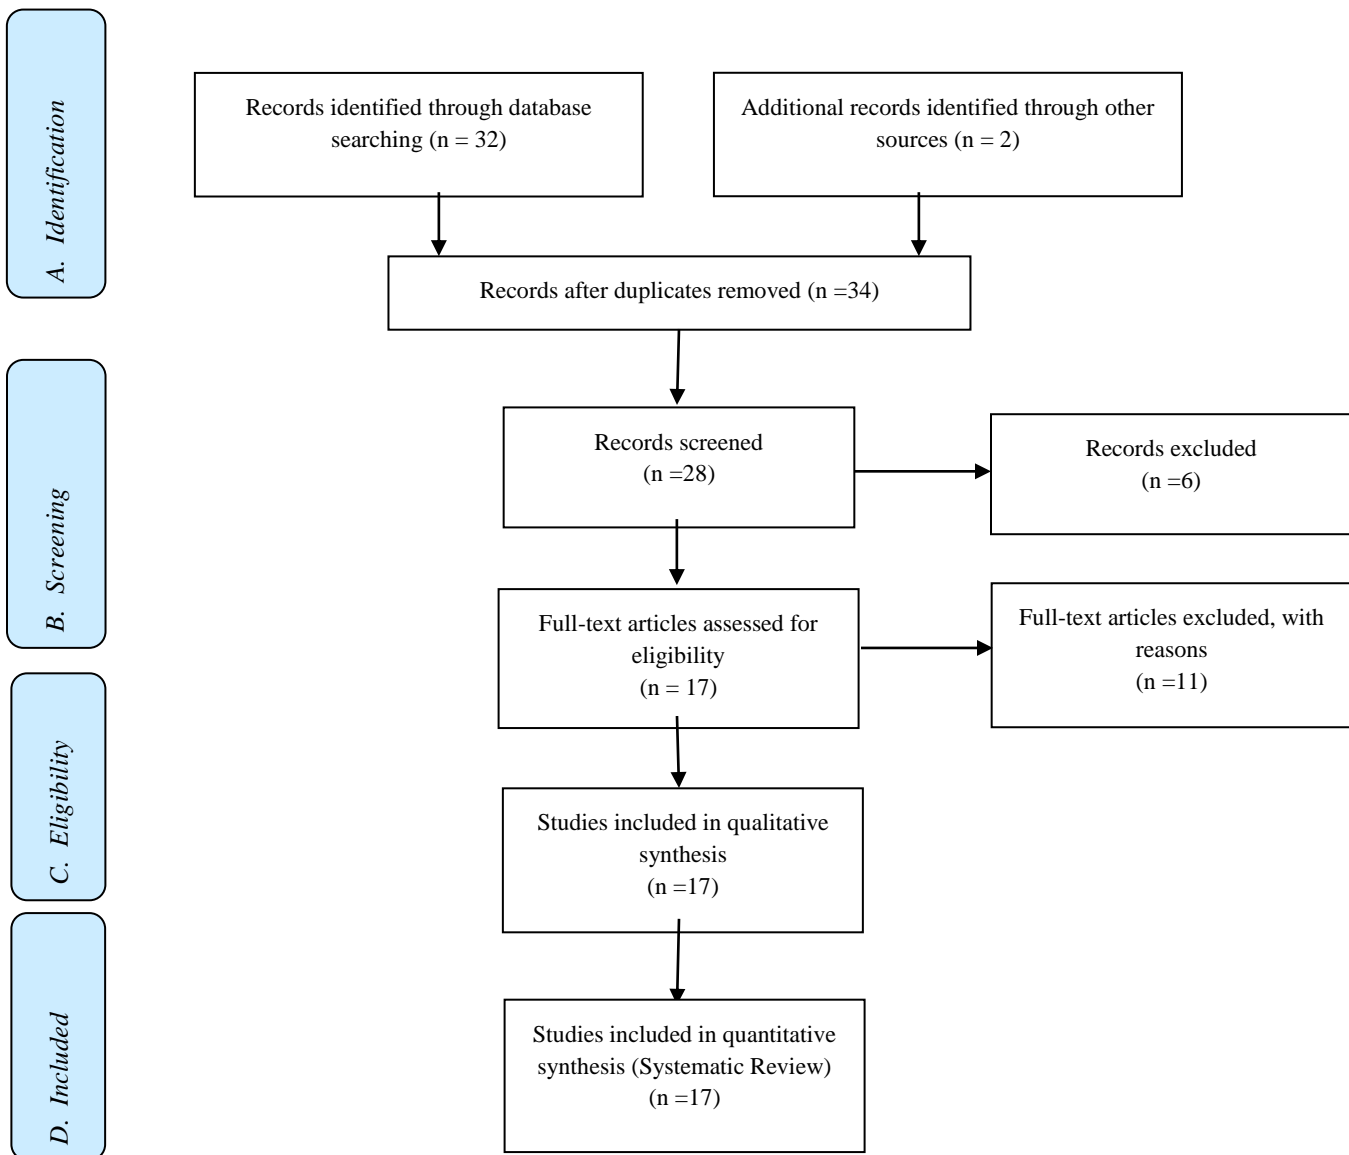 A. Identification
Records identified through database
searching (n = 32)
Additional records identified through other
sources (n = 2)
Records after duplicates removed (n =34)
B. Screening
Records screened
(n =28)
Records excluded
(n =6)
Full-text articles assessed for
eligibility
(n = 17)
Full-text articles excluded, with
reasons
(n =11)
C. Eligibility
Studies included in qualitative
synthesis
(n =17)
D. Included
Studies included in quantitative
synthesis (Systematic Review)
(n =17)